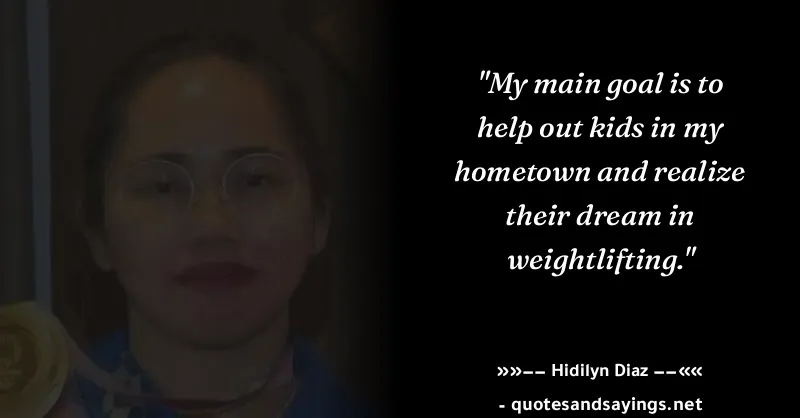 "My main goal is to
help out kids in my
hometown and realize
their dream in
weightlifting."
»»–– Hidilyn Diaz ––««
- quotesandsayings.net